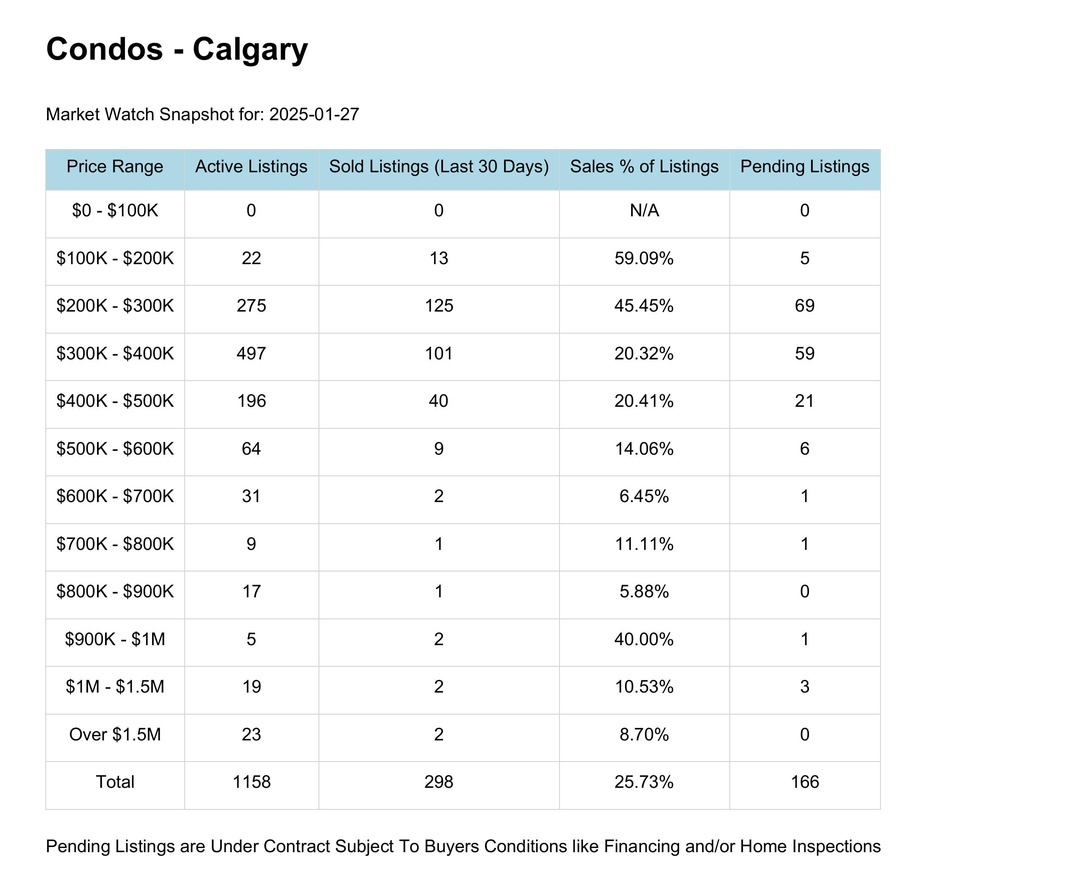 Condos - Calgary
Market Watch Snapshot for: 2025-01-27
Price Range Active Listings Sold Listings (Last 30 Days) Sales % of Listings Pending Listings
$0 - $100K 0 0 N/A 0
$100K - $200K 22 13 59.09% 5
$200K - $300K 275 125 45.45% 69
$300K - $400K 497 101 20.32% 59
$400K - $500K 196 40 20.41% 21
$500K - $600K 64 9 14.06% 6
$600K - $700K 31 2 6.45% 1
$700K - $800K 9 1 11.11% 1
$800K - $900K 17 1 5.88% 0
$900K - $1M 5 2 40.00% 1
$1M - $1.5M 19 2 10.53% 3
Over $1.5M 23 2 8.70% 0
Total 1158 298 25.73% 166
Pending Listings are Under Contract Subject To Buyers Conditions like Financing and/or Home Inspections